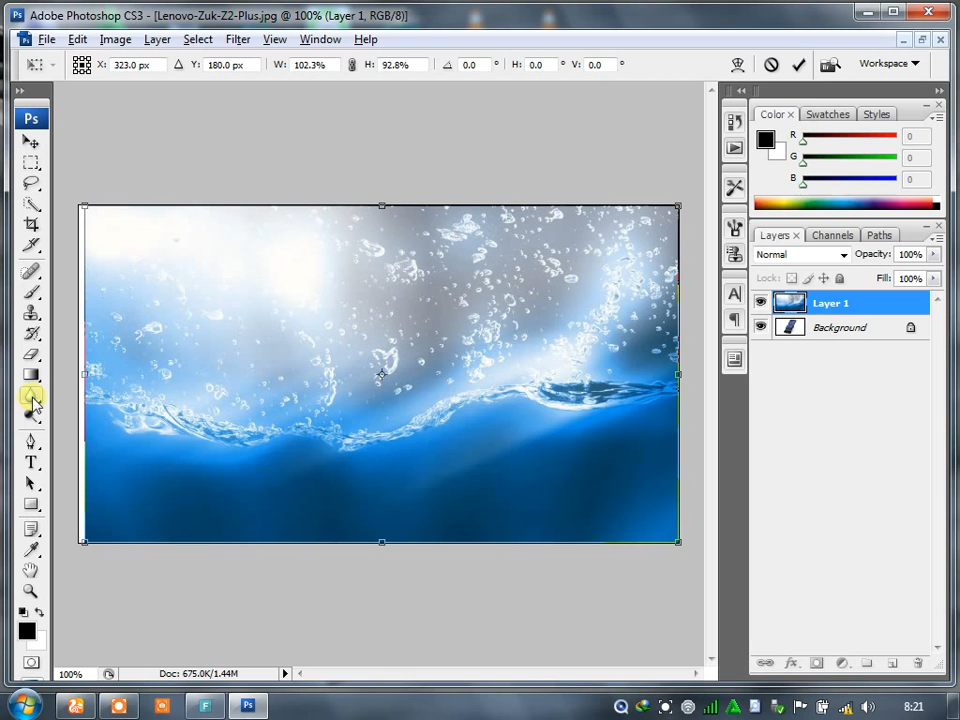 Adobe Photoshop CS3 - [Lenovo-Zuk-Z2-Plus.jpg @ 100% (Layer 1, RGB/8)]
File Edit Image Layer Select Filter View Window Help
X: 323.0 px Y: 180.0 px W: 102.3% H: 92.8% 0.0 ° H: 0.0 ° V: 0.0 ° Workspace
Ps
Color × Swatches Styles
R 0
G 0
B 0
Layers × Channels Paths
Normal Opacity: 100%
Lock: Fill: 100%
Layer 1
Background
100% Doc: 675.0K/1.44M
8:21